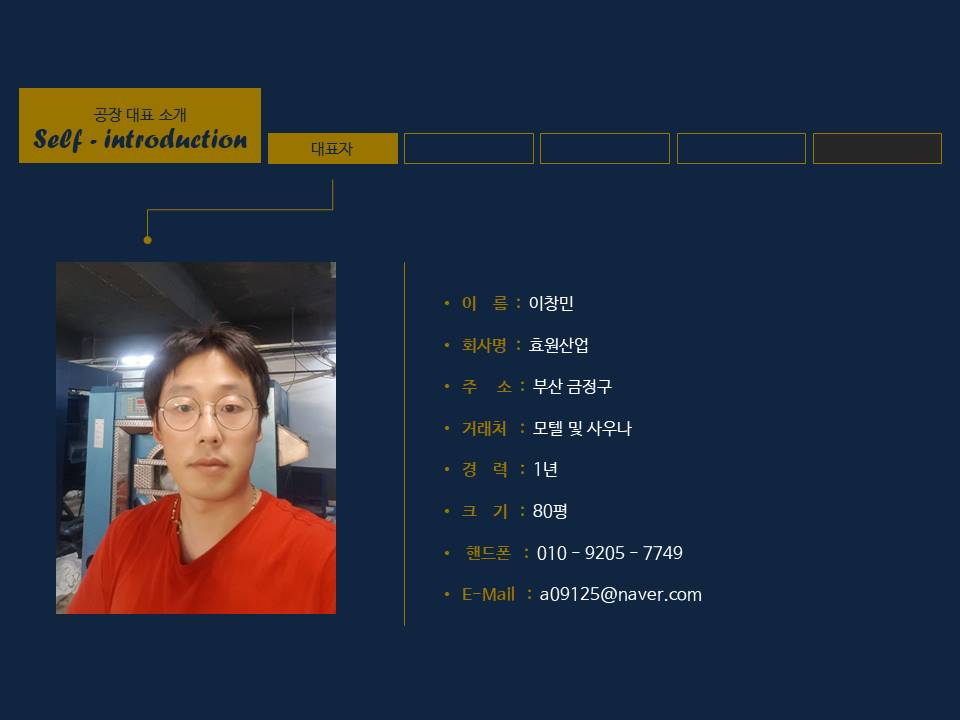 공장 대표 소개
Self - introduction
대표자
• 이 름 : 이창민
• 회사명 : 효원산업
• 주 소 : 부산 금정구
• 거래처 : 모텔 및 사우나
• 경 력 : 1년
• 크 기 : 80평
• 핸드폰 : 010 - 9205 - 7749
• E-Mail : a09125@naver.com